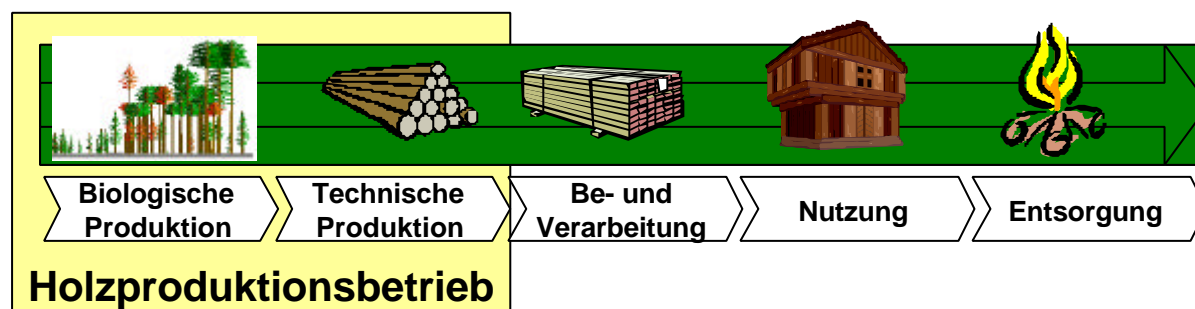 Biologische
Produktion
Technische
Produktion
Be- und
Verarbeitung
Nutzung
Entsorgung
Holzproduktionsbetrieb